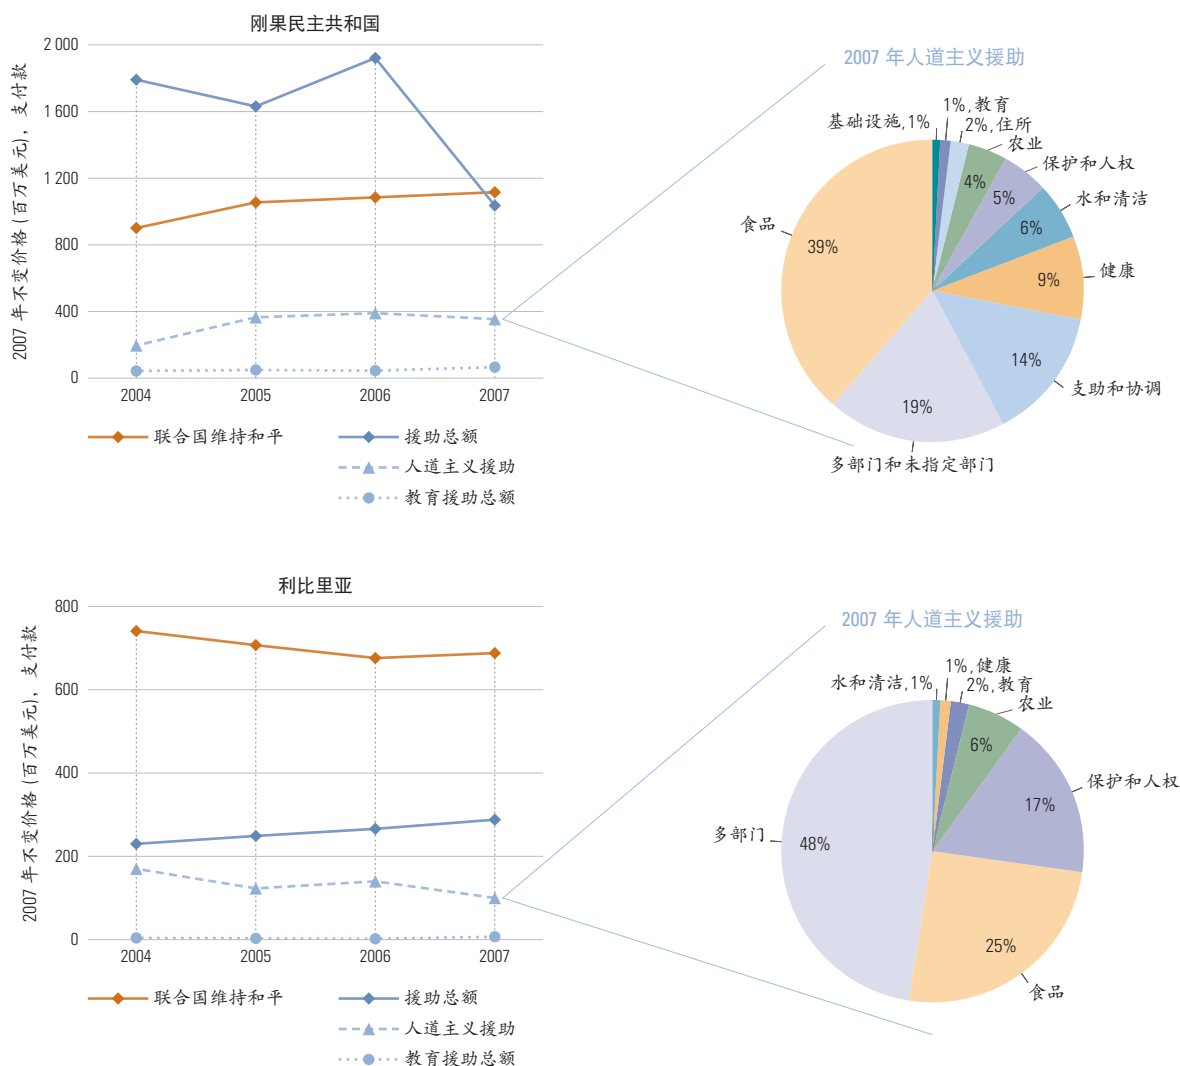 刚果民主共和国
2007 年不变价格 (百万美元)，支付款
2 000
1 600
1 200
800
400
0
2004
2005
2006
2007
联合国维持和平
援助总额
人道主义援助
教育援助总额
2007 年人道主义援助
基础设施,1%
1%,教育
2%,住所
农业
4%
保护和人权
5%
水和清洁
6%
健康
9%
支助和协调
14%
多部门和未指定部门
19%
食品
39%
利比里亚
2007 年不变价格 (百万美元)，支付款
800
600
400
200
0
2004
2005
2006
2007
联合国维持和平
援助总额
人道主义援助
教育援助总额
2007 年人道主义援助
水和清洁,1%
1%,健康
2%,教育
农业
6%
保护和人权
17%
食品
25%
多部门
48%